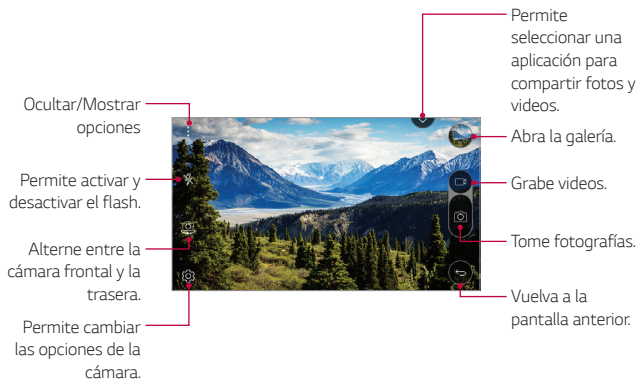 Ocultar/Mostrar
opciones
Permite activar y
desactivar el flash.
Alterne entre la
cámara frontal y la
trasera.
Permite cambiar
las opciones de la
cámara.
Permite
seleccionar una
aplicación para
compartir fotos y
videos.
Abra la galería.
Grabe videos.
Tome fotografías.
Vuelva a la
pantalla anterior.